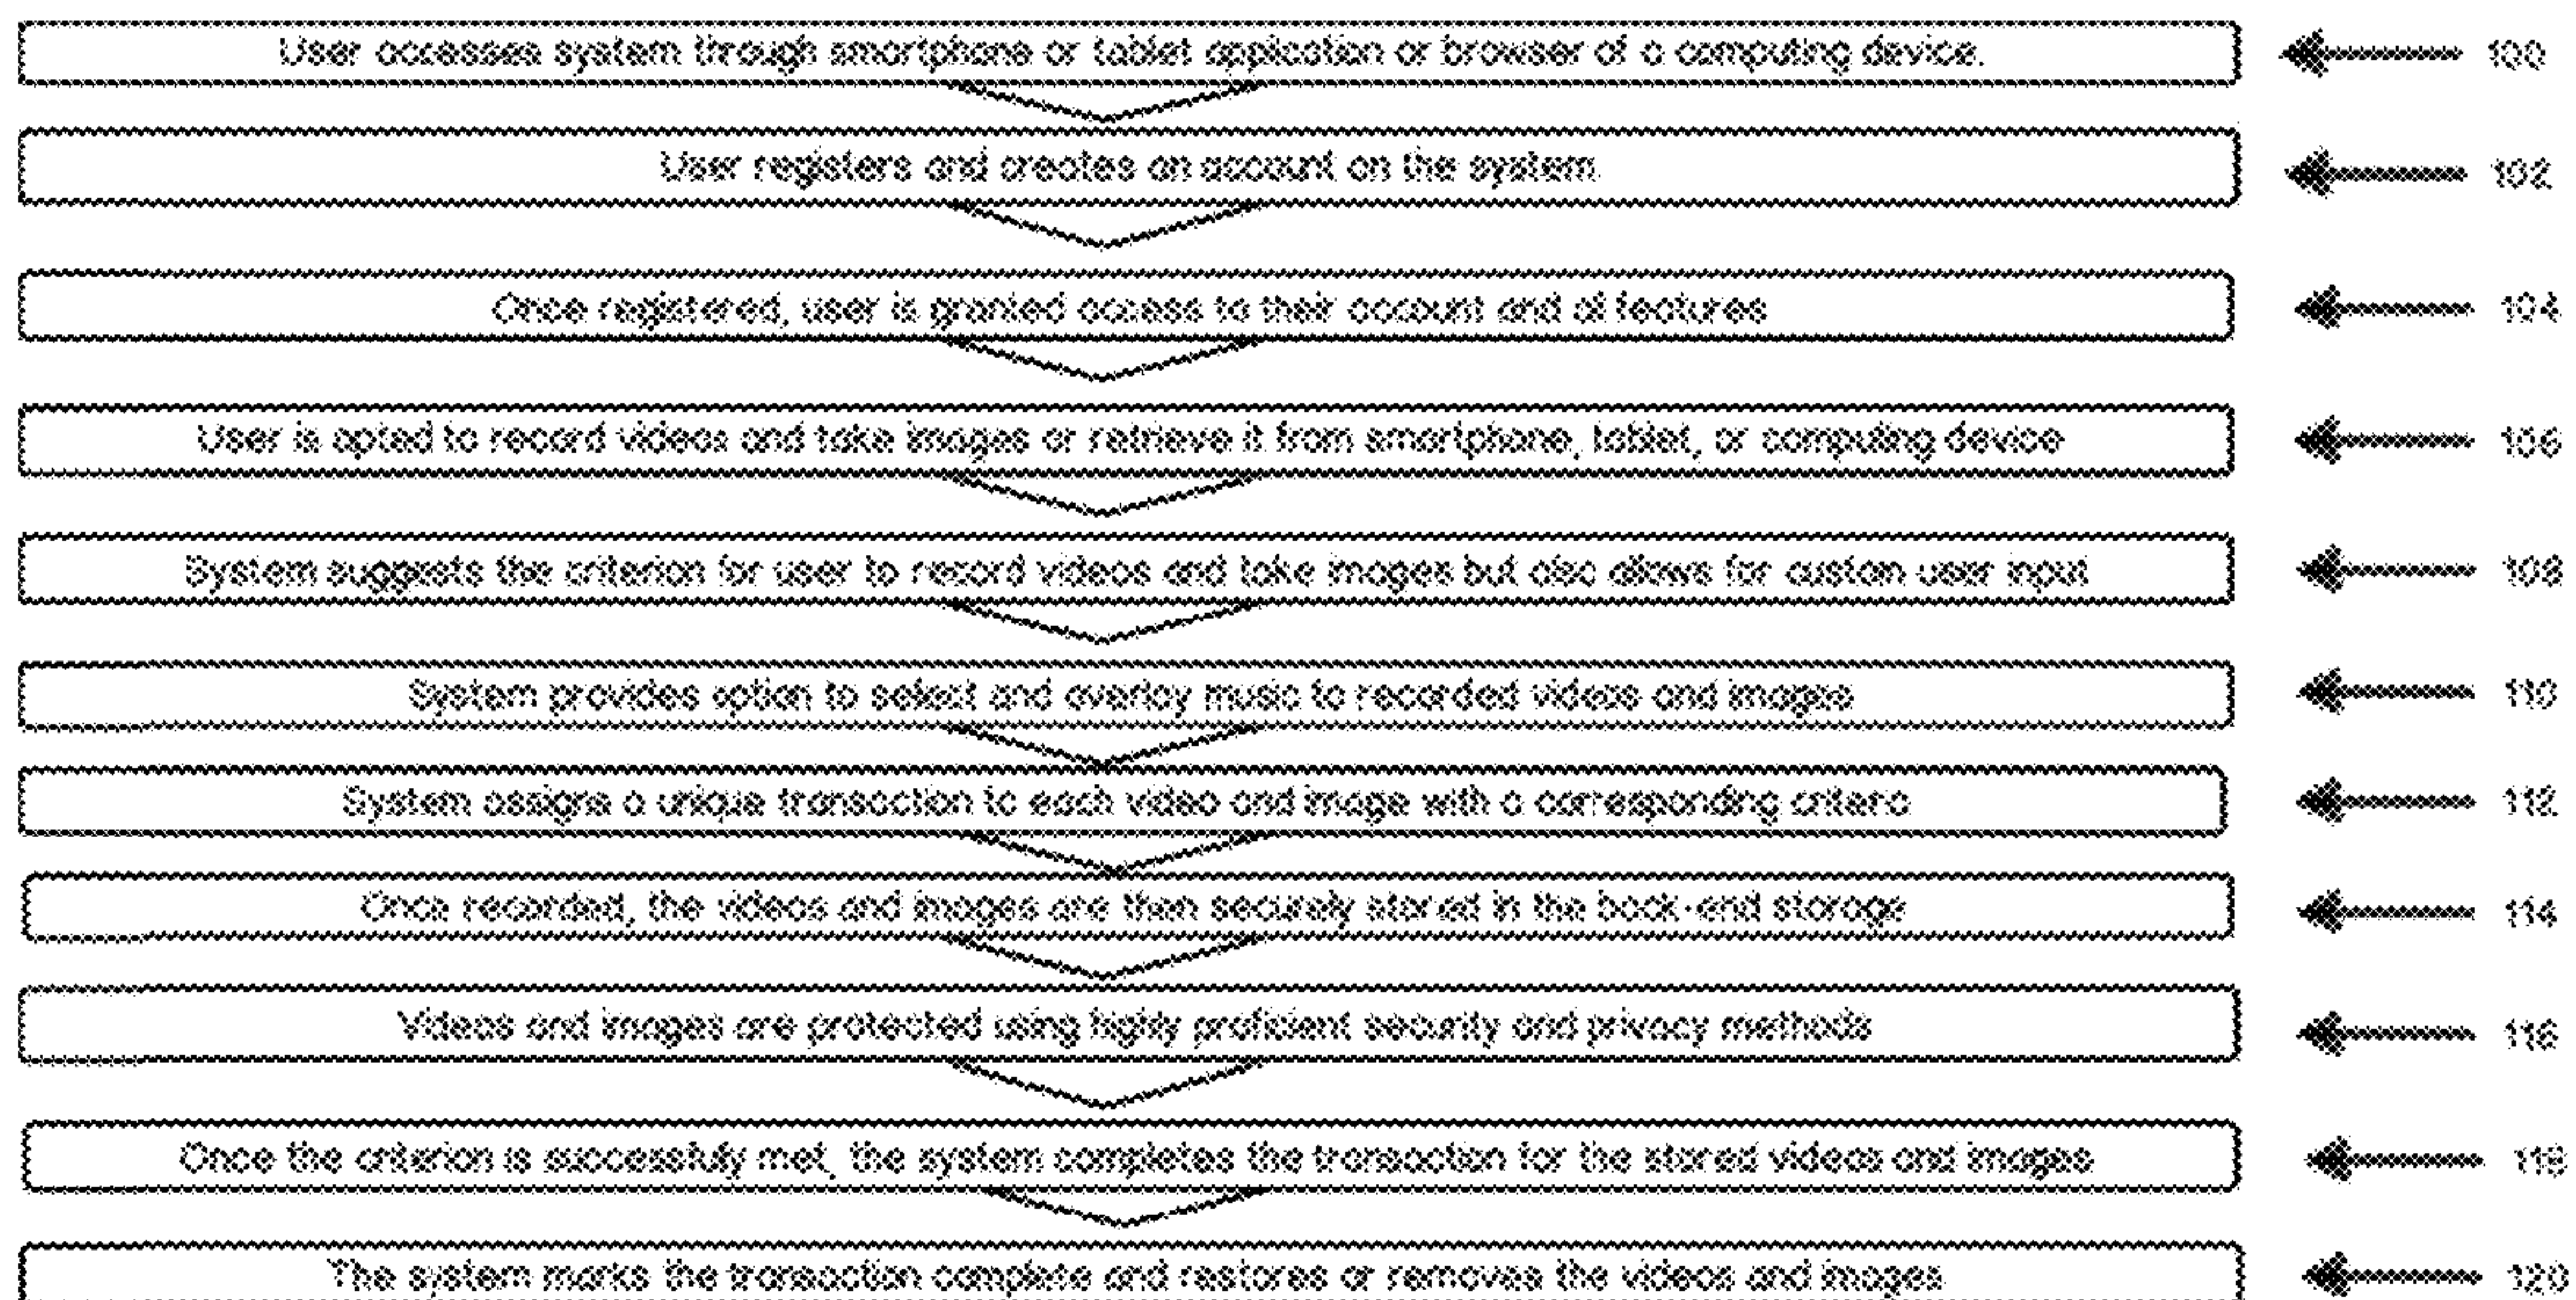 User accesses system through smartphone or tablet application or browser of a computing device. 100
User registers and creates an account on the system. 102
Once registered, user is granted access to their account and all features 104
User is opted to record videos and take images or retrieve it from smartphone, tablet, or computing device 106
System suggests the criterion for user to record videos and take images but also allows for custom user input 108
System provides option to select and overlay music to recorded videos and images 110
System assigns a unique transaction to each video and image with a corresponding criteria 112
Once recorded, the videos and images are then securely stored in the back-end storage 114
Videos and images are protected using highly proficient security and privacy methods 116
Once the criterion is successfully met, the system completes the transaction for the stored videos and images 118
The system marks the transaction complete and restores or removes the videos and images 120